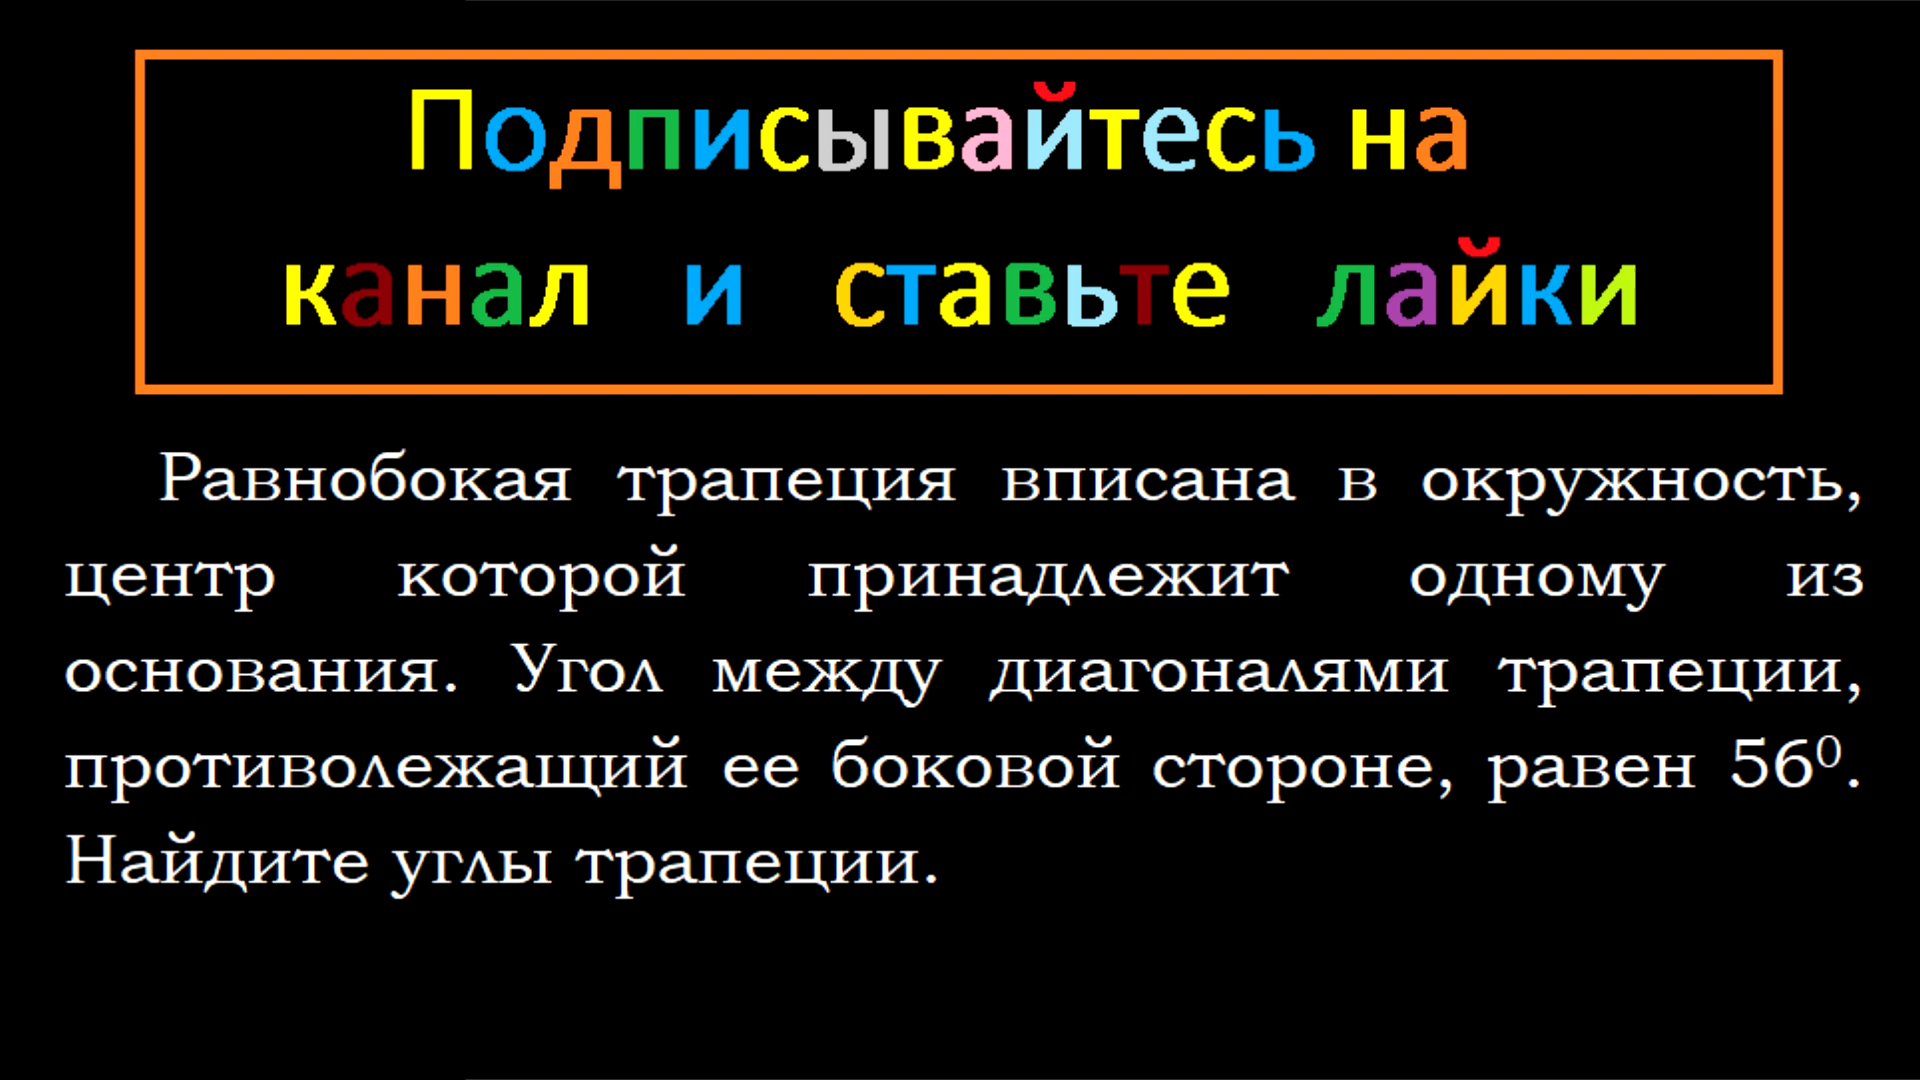 Подписывайтесь на
канал и ставьте лайки
Равнобокая трапеция вписана в окружность,
центр которой принадлежит одному из
основания. Угол между диагоналями трапеции,
противолежащий ее боковой стороне, равен 56⁰.
Найдите углы трапеции.